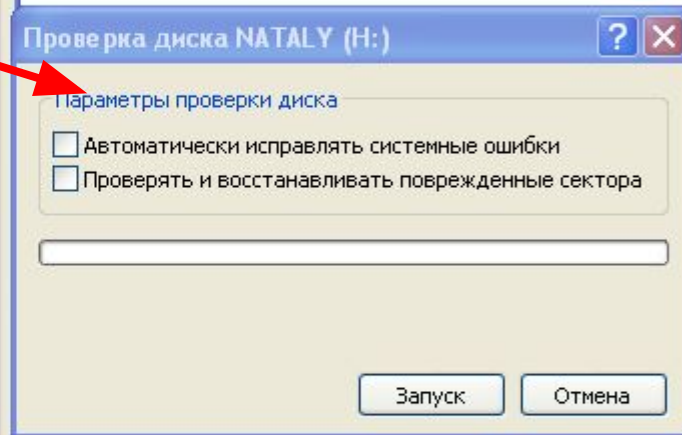 Проверка диска NATALY (H:)
Параметры проверки диска
Автоматически исправлять системные ошибки
Проверять и восстанавливать поврежденные сектора
Запуск Отмена